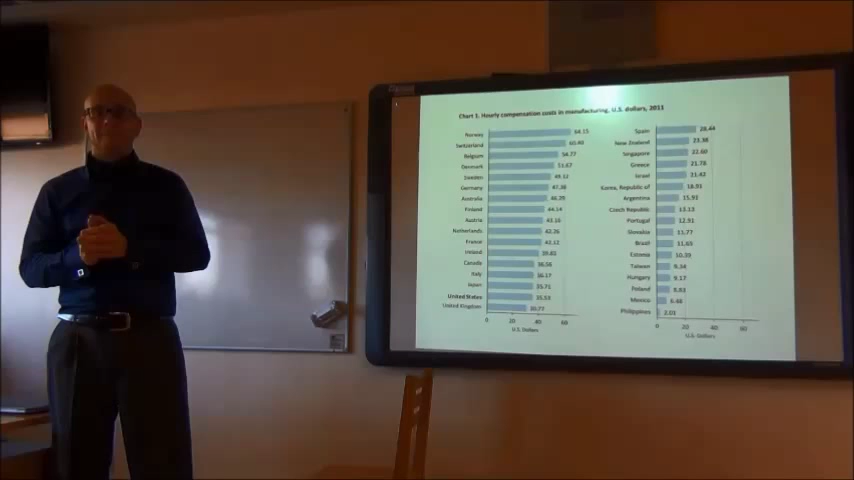 Chart 1. Hourly compensation costs in manufacturing, U.S. dollars, 2011
Norway 64.15
Switzerland 60.40
Belgium 54.77
Denmark 51.67
Sweden 49.12
Germany 47.38
Australia 46.29
Finland 44.14
Austria 43.16
Netherlands 42.26
France 42.12
Ireland 39.83
Canada 36.56
Italy 36.17
Japan 35.71
United States 35.53
United Kingdom 30.77
0 20 40 60
U.S. Dollars
Spain 28.44
New Zealand 23.38
Singapore 22.60
Greece 21.78
Israel 21.42
Korea, Republic of 18.91
Argentina 15.91
Czech Republic 13.13
Portugal 12.91
Slovakia 11.77
Brazil 11.65
Estonia 10.39
Taiwan 9.34
Hungary 9.17
Poland 8.83
Mexico 6.48
Philippines 2.01
0 20 40 60
U.S. Dollars